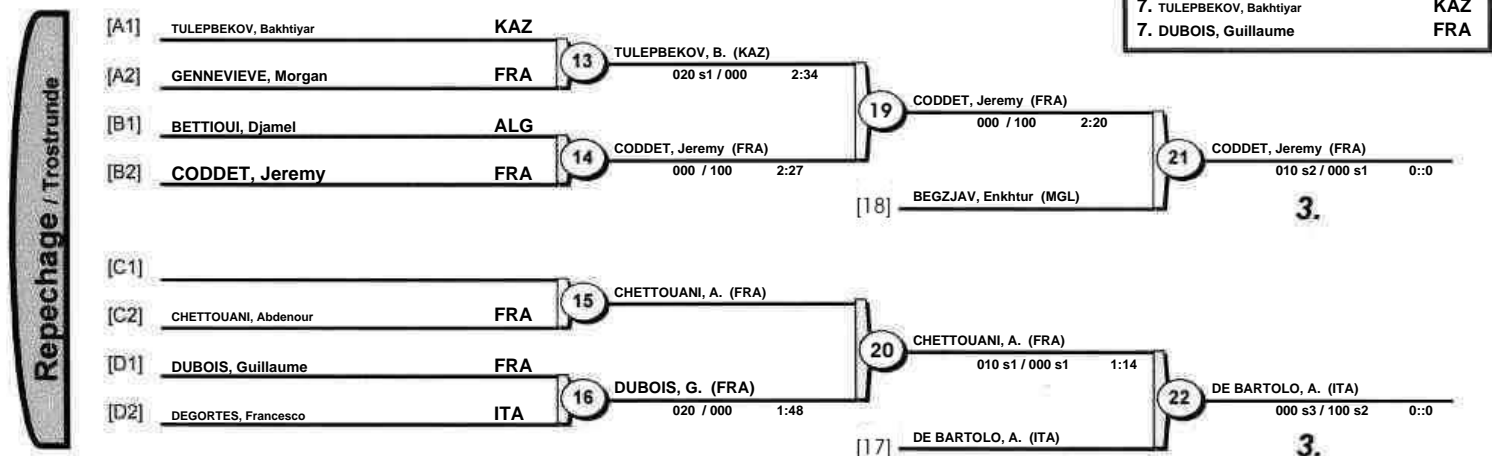 7. TULEPBEKOV, Bakhtiyar KAZ
7. DUBOIS, Guillaume FRA
Repechage / Trostrunde
[A1] TULEPBEKOV, Bakhtiyar KAZ
[A2] GENNEVIEVE, Morgan FRA
13 TULEPBEKOV, B. (KAZ)
020 s1 / 000 2:34
[B1] BETTIOUI, Djamel ALG
[B2] CODDET, Jeremy FRA
14 CODDET, Jeremy (FRA)
000 / 100 2:27
19 CODDET, Jeremy (FRA)
000 / 100 2:20
[18] BEGZJAV, Enkhtur (MGL)
21 CODDET, Jeremy (FRA)
010 s2 / 000 s1 0::0
3.
[C1]
[C2] CHETTOUANI, Abdenour FRA
15 CHETTOUANI, A. (FRA)
[D1] DUBOIS, Guillaume FRA
[D2] DEGORTES, Francesco ITA
16 DUBOIS, G. (FRA)
020 / 000 1:48
20 CHETTOUANI, A. (FRA)
010 s1 / 000 s1 1:14
[17] DE BARTOLO, A. (ITA)
22 DE BARTOLO, A. (ITA)
000 s3 / 100 s2 0::0
3.